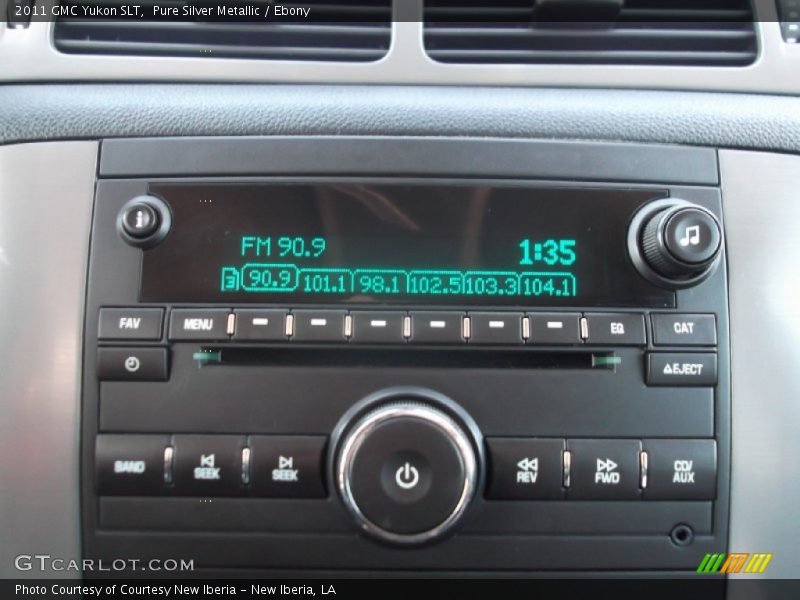 2011 GMC Yukon SLT, Pure Silver Metallic / Ebony
i
FM 90.9 1:35
3 90.9 101.1 98.1 102.5 103.3 104.1
FAV MENU EQ CAT
EJECT
BAND SEEK SEEK REV FWD CD/AUX
GTCARLOT.COM
Photo Courtesy of Courtesy New Iberia - New Iberia, LA